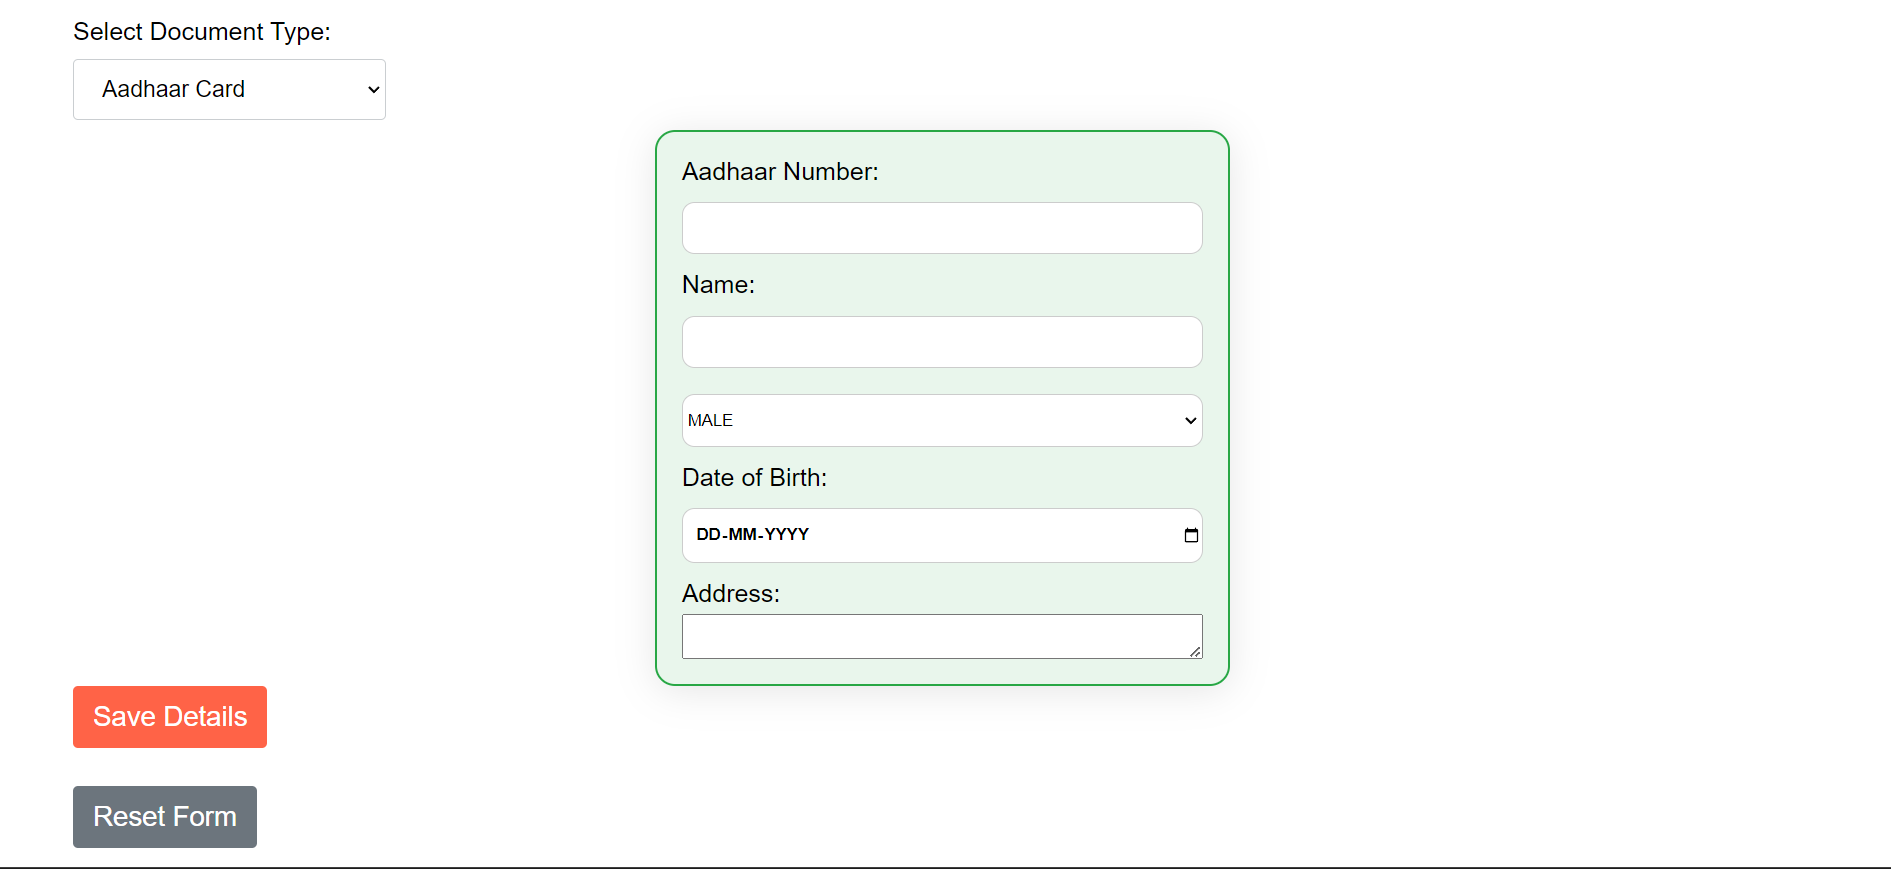 Select Document Type:
Aadhaar Card
Aadhaar Number:
Name:
MALE
Date of Birth:
DD-MM-YYYY
Address:
Save Details
Reset Form